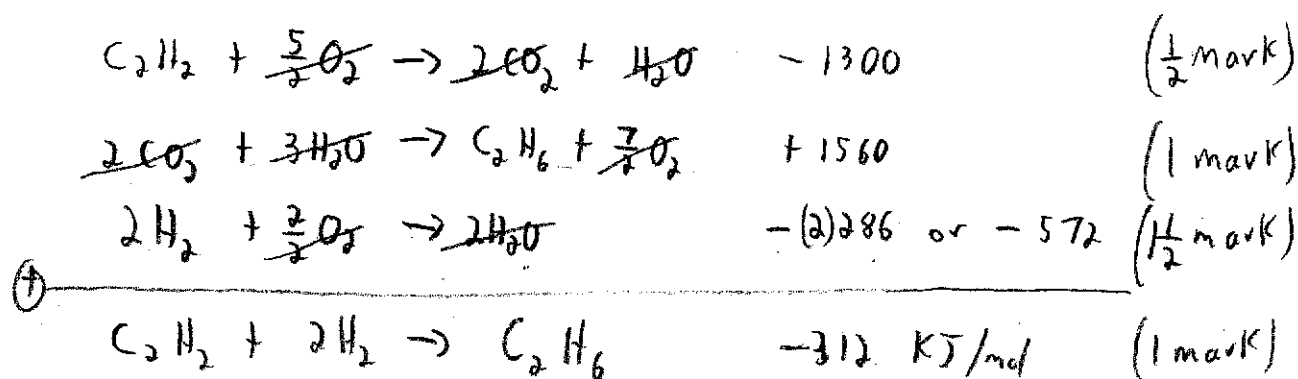 C₂H₂ + 5/2 O₂ → 2CO₂ + H₂O - 1300 (1/2 mark)
2CO₂ + 3H₂O → C₂H₆ + 7/2 O₂ + 1560 (1 mark)
2H₂ + 2/2 O₂ → 2H₂O -(2)286 or - 572 (1 1/2 mark)
+
C₂H₂ + 2H₂ → C₂H₆ -312 KJ/mol (1 mark)